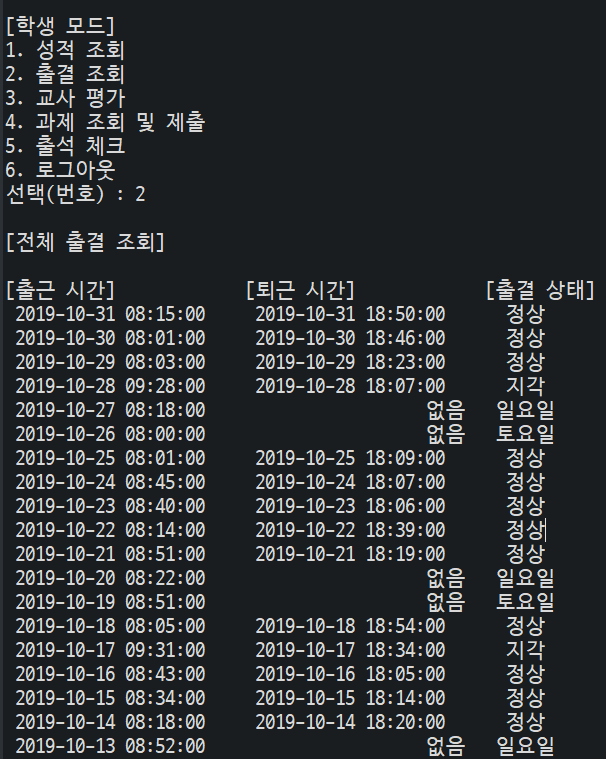 [학생 모드]
1. 성적 조회
2. 출결 조회
3. 교사 평가
4. 과제 조회 및 제출
5. 출석 체크
6. 로그아웃
선택(번호) : 2
[전체 출결 조회]
[출근 시간] [퇴근 시간] [출결 상태]
2019-10-31 08:15:00 2019-10-31 18:50:00 정상
2019-10-30 08:01:00 2019-10-30 18:46:00 정상
2019-10-29 08:03:00 2019-10-29 18:23:00 정상
2019-10-28 09:28:00 2019-10-28 18:07:00 지각
2019-10-27 08:18:00 없음 일요일
2019-10-26 08:00:00 없음 토요일
2019-10-25 08:01:00 2019-10-25 18:09:00 정상
2019-10-24 08:45:00 2019-10-24 18:07:00 정상
2019-10-23 08:40:00 2019-10-23 18:06:00 정상
2019-10-22 08:14:00 2019-10-22 18:39:00 정상
2019-10-21 08:51:00 2019-10-21 18:19:00 정상
2019-10-20 08:22:00 없음 일요일
2019-10-19 08:51:00 없음 토요일
2019-10-18 08:05:00 2019-10-18 18:54:00 정상
2019-10-17 09:31:00 2019-10-17 18:34:00 지각
2019-10-16 08:43:00 2019-10-16 18:05:00 정상
2019-10-15 08:34:00 2019-10-15 18:14:00 정상
2019-10-14 08:18:00 2019-10-14 18:20:00 정상
2019-10-13 08:52:00 없음 일요일